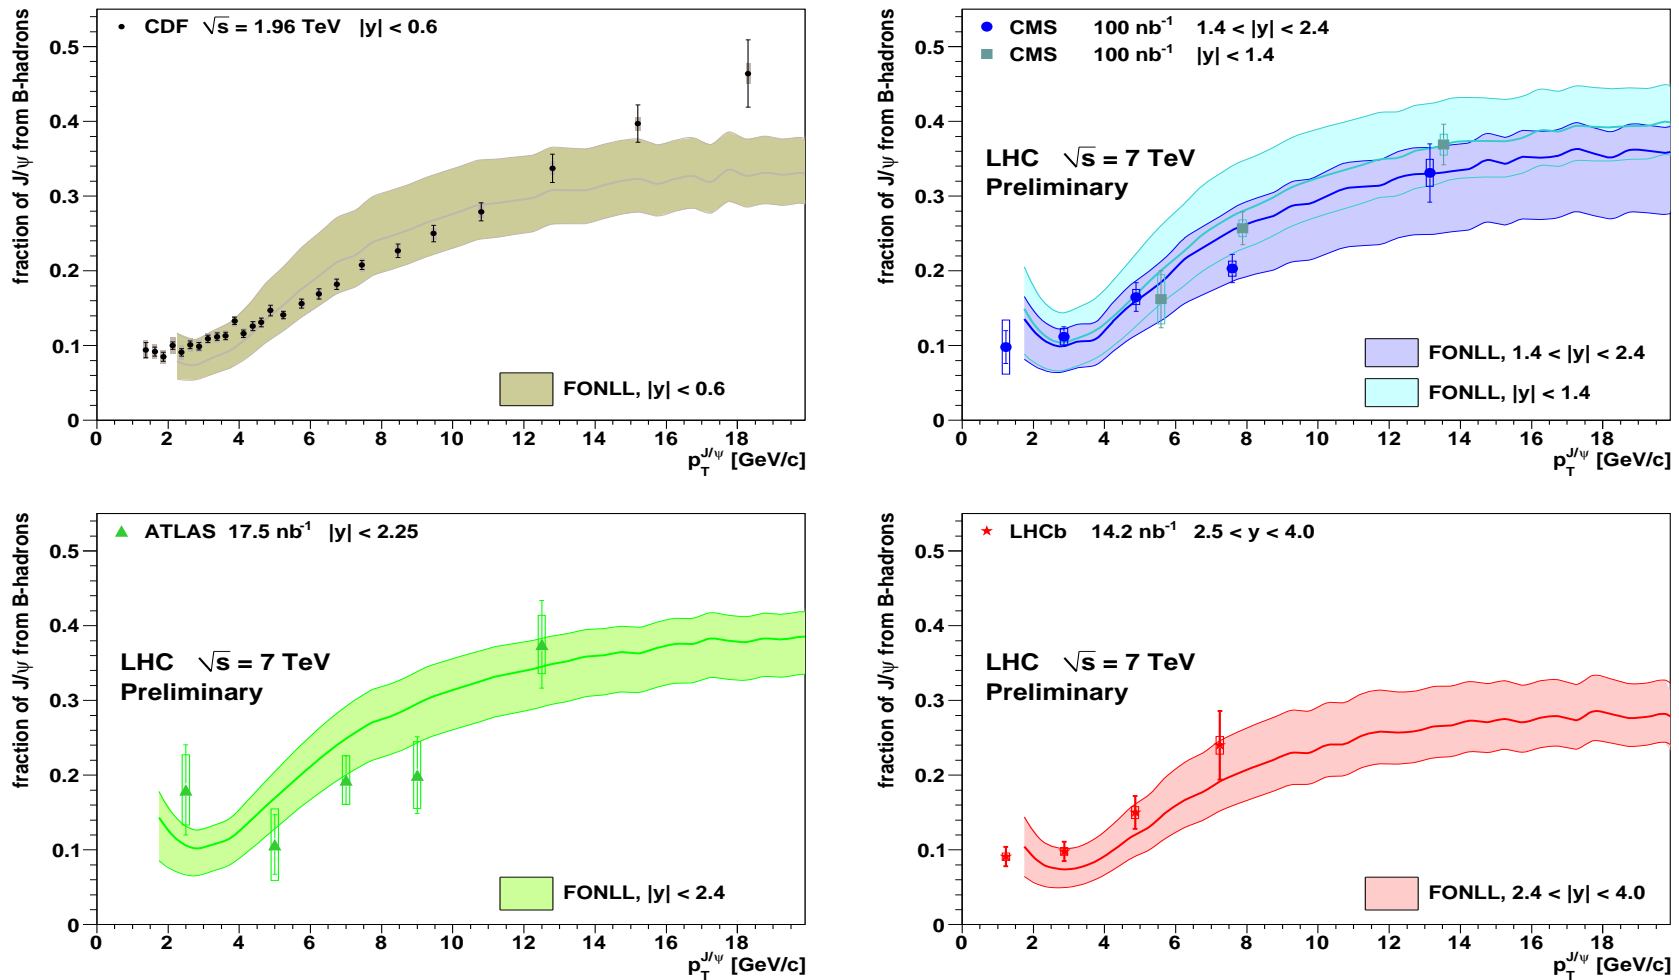 CDF √s = 1.96 TeV |y| < 0.6
fraction of J/ψ from B-hadrons
0.5
0.4
0.3
0.2
0.1
0
FONLL, |y| < 0.6
0 2 4 6 8 10 12 14 16 18
p_T^{J/ψ} [GeV/c]
CMS 100 nb⁻¹ 1.4 < |y| < 2.4
CMS 100 nb⁻¹ |y| < 1.4
fraction of J/ψ from B-hadrons
0.5
0.4
0.3
0.2
0.1
0
LHC √s = 7 TeV
Preliminary
FONLL, 1.4 < |y| < 2.4
FONLL, |y| < 1.4
0 2 4 6 8 10 12 14 16 18
p_T^{J/ψ} [GeV/c]
ATLAS 17.5 nb⁻¹ |y| < 2.25
fraction of J/ψ from B-hadrons
0.5
0.4
0.3
0.2
0.1
0
LHC √s = 7 TeV
Preliminary
FONLL, |y| < 2.4
0 2 4 6 8 10 12 14 16 18
p_T^{J/ψ} [GeV/c]
LHCb 14.2 nb⁻¹ 2.5 < y < 4.0
fraction of J/ψ from B-hadrons
0.5
0.4
0.3
0.2
0.1
0
LHC √s = 7 TeV
Preliminary
FONLL, 2.4 < |y| < 4.0
0 2 4 6 8 10 12 14 16 18
p_T^{J/ψ} [GeV/c]